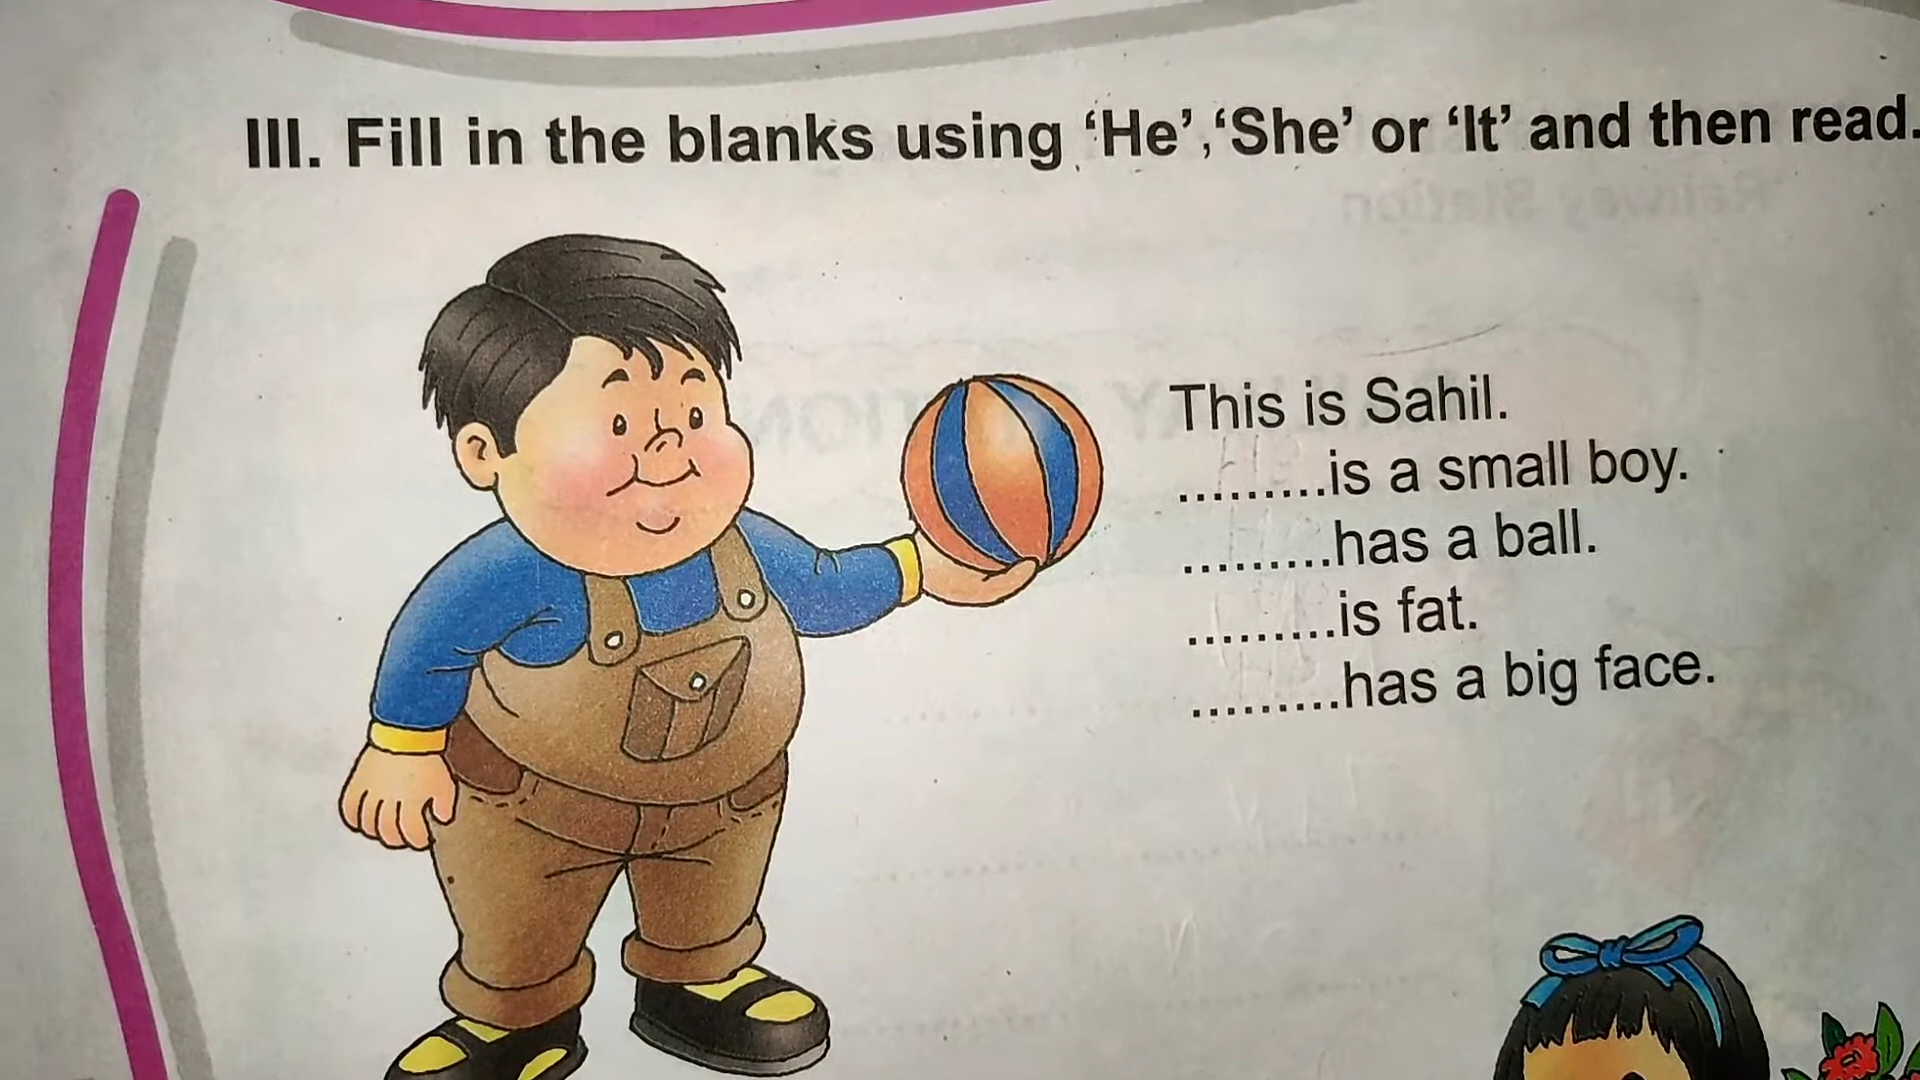 III. Fill in the blanks using ‘He’,‘She’ or ‘It’ and then read.
This is Sahil.
.........is a small boy.
.........has a ball.
.........is fat.
.........has a big face.